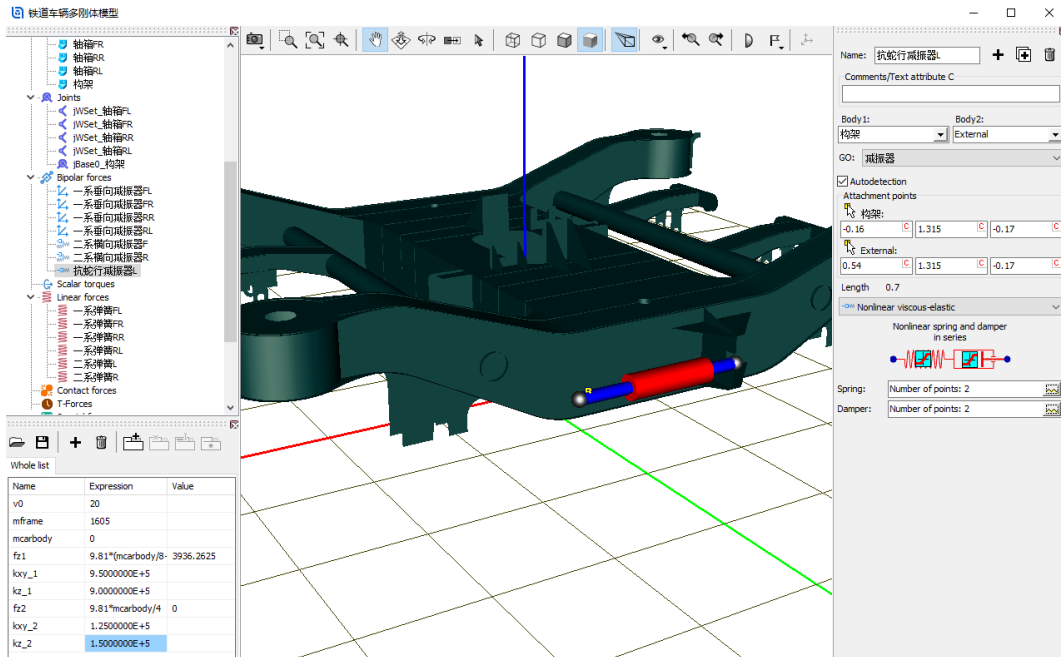 铁道车辆多刚体模型
轴箱FR
轴箱RR
轴箱RL
构架
Joints
jWSet_轴箱FL
jWSet_轴箱FR
jWSet_轴箱RR
jWSet_轴箱RL
jBase0_构架
Bipolar forces
一系垂向减振器FL
一系垂向减振器FR
一系垂向减振器RR
一系垂向减振器RL
二系横向减振器F
二系横向减振器R
抗蛇行减振器L
Scalar torques
Linear forces
一系弹簧FL
一系弹簧FR
一系弹簧RR
一系弹簧RL
二系弹簧L
二系弹簧R
Contact forces
T-Forces
Whole list
Name Expression Value
v0 20
mframe 1605
mcarbody 0
fz1 9.81*(mcarbody/8- 3936.2625
kxy_1 9.5000000E+5
kz_1 9.0000000E+5
fz2 9.81*mcarbody/4 0
kxy_2 1.2500000E+5
kz_2 1.5000000E+5
Name: 抗蛇行减振器L
Comments/Text attribute C
Body1: Body2:
构架 External
GO: 减振器
Autodetection
Attachment points
构架:
-0.16 C 1.315 C -0.17 C
External:
0.54 C 1.315 C -0.17 C
Length 0.7
Nonlinear viscous-elastic
Nonlinear spring and damper
in series
Spring: Number of points: 2
Damper: Number of points: 2